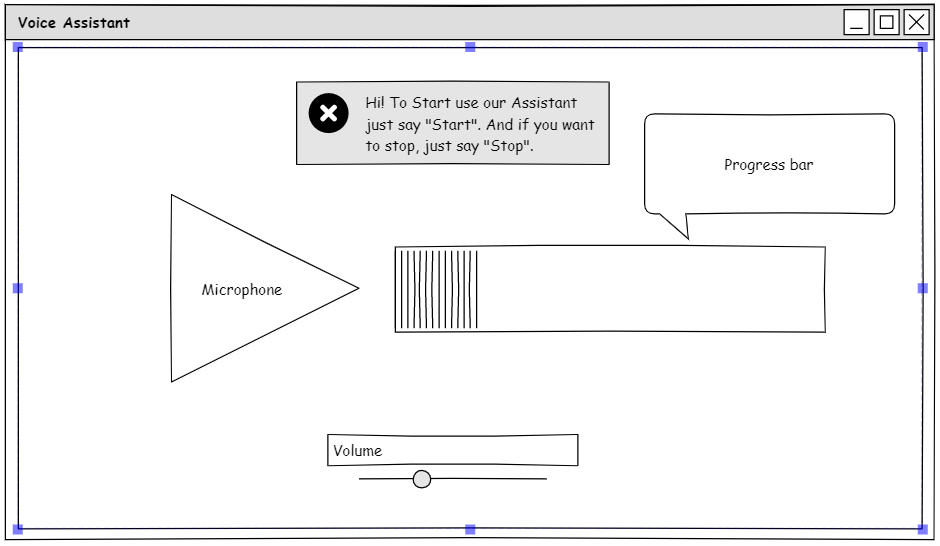 Voice Assistant
Hi! To Start use our Assistant
just say "Start". And if you want
to stop, just say "Stop".
Progress bar
Microphone
Volume